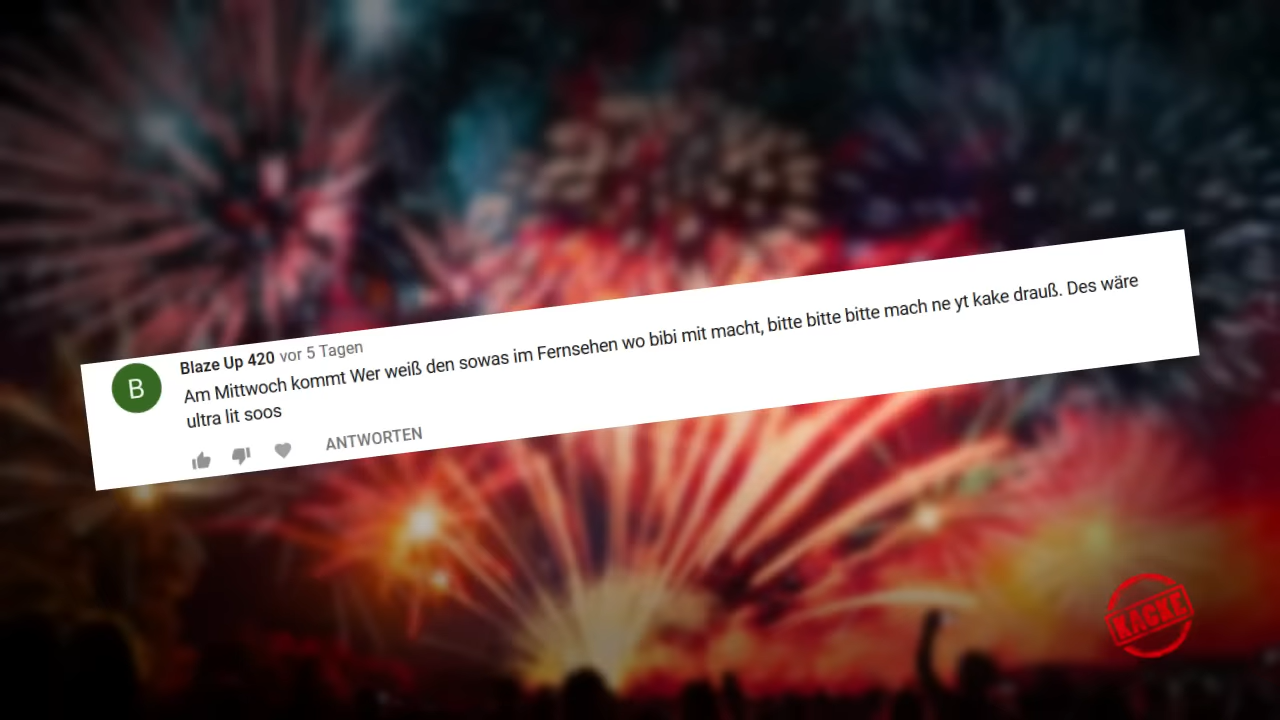 Blaze Up 420 vor 5 Tagen
B
Am Mittwoch kommt Wer weiß den sowas im Fernsehen wo bibi mit macht, bitte bitte bitte mach ne yt kake drauß. Des wäre
ultra lit soos
ANTWORTEN
KACKE